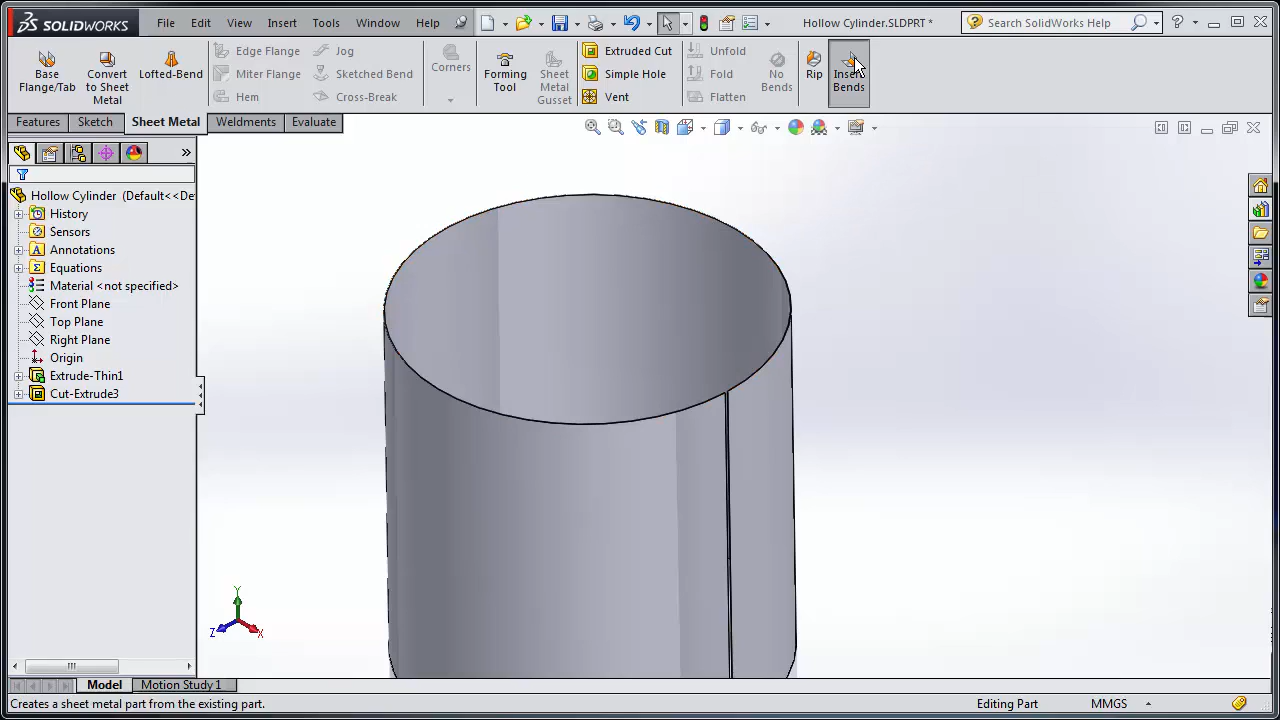 SOLIDWORKS
File Edit View Insert Tools Window Help
Hollow Cylinder.SLDPRT *
Search SolidWorks Help
Base Flange/Tab
Convert to Sheet Metal
Lofted-Bend
Edge Flange
Miter Flange
Hem
Jog
Sketched Bend
Cross-Break
Corners
Forming Tool
Sheet Metal Gusset
Extruded Cut
Simple Hole
Vent
Unfold
Fold
Flatten
No Bends
Rip
Insert Bends
Features Sketch Sheet Metal Weldments Evaluate
Hollow Cylinder (Default<<De
History
Sensors
Annotations
Equations
Material <not specified>
Front Plane
Top Plane
Right Plane
Origin
Extrude-Thin1
Cut-Extrude3
Y
Z X
Model Motion Study 1
Creates a sheet metal part from the existing part.
Editing Part MMGS